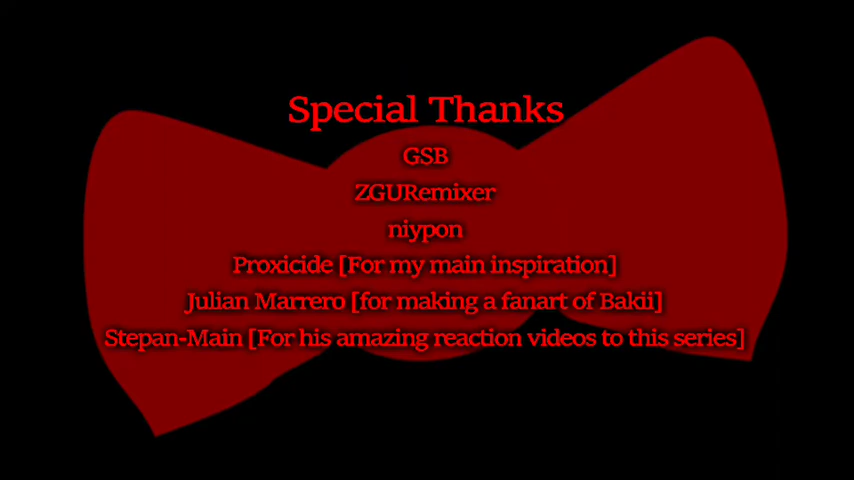 Special Thanks
GSB
ZGURemixer
niypon
Proxicide [For my main inspiration]
Julian Marrero [for making a fanart of Bakii]
Stepan-Main [For his amazing reaction videos to this series]